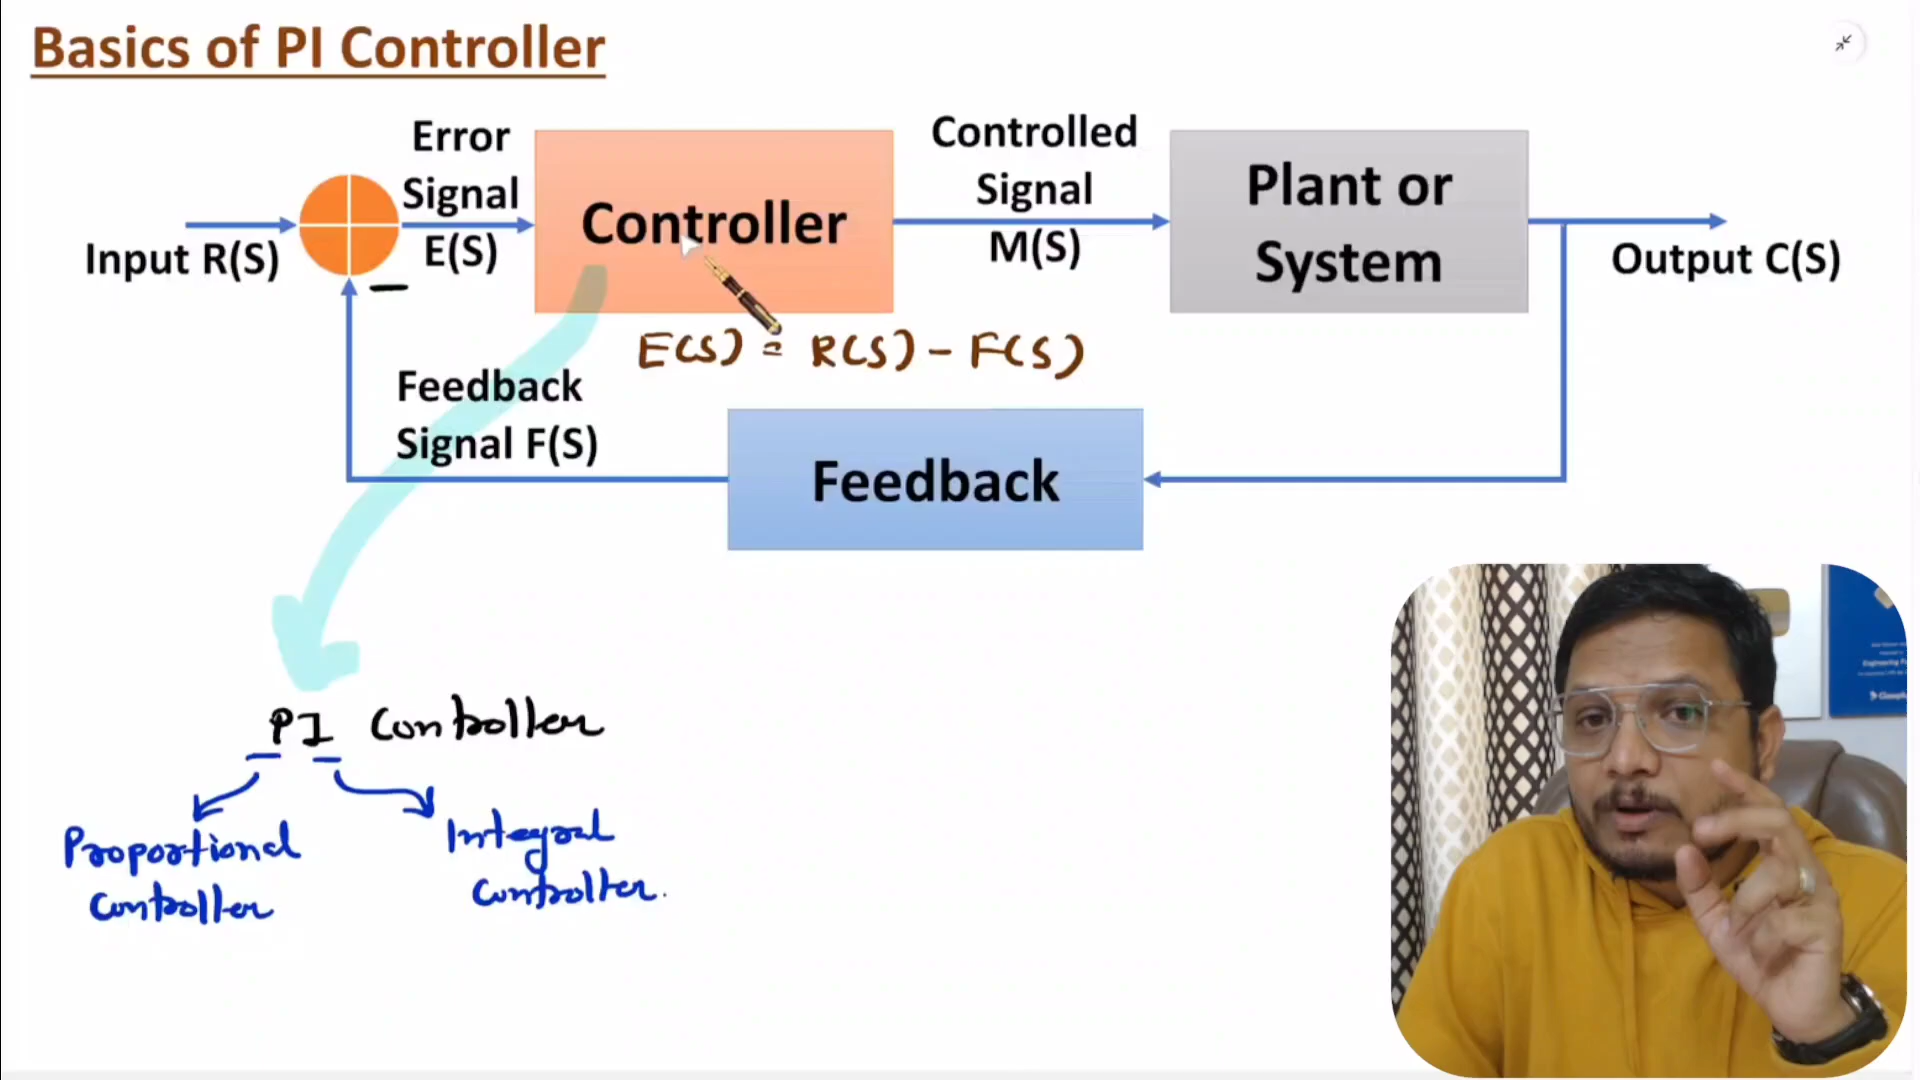 Basics of PI Controller
Error
Signal
E(S)
Input R(S)
Controller
Controlled
Signal
M(S)
Plant or
System
Output C(S)
–
E(S) = R(S) - F(S)
Feedback
Signal F(S)
Feedback
PI Controller
Proportional
Controller
Integral
Controller.